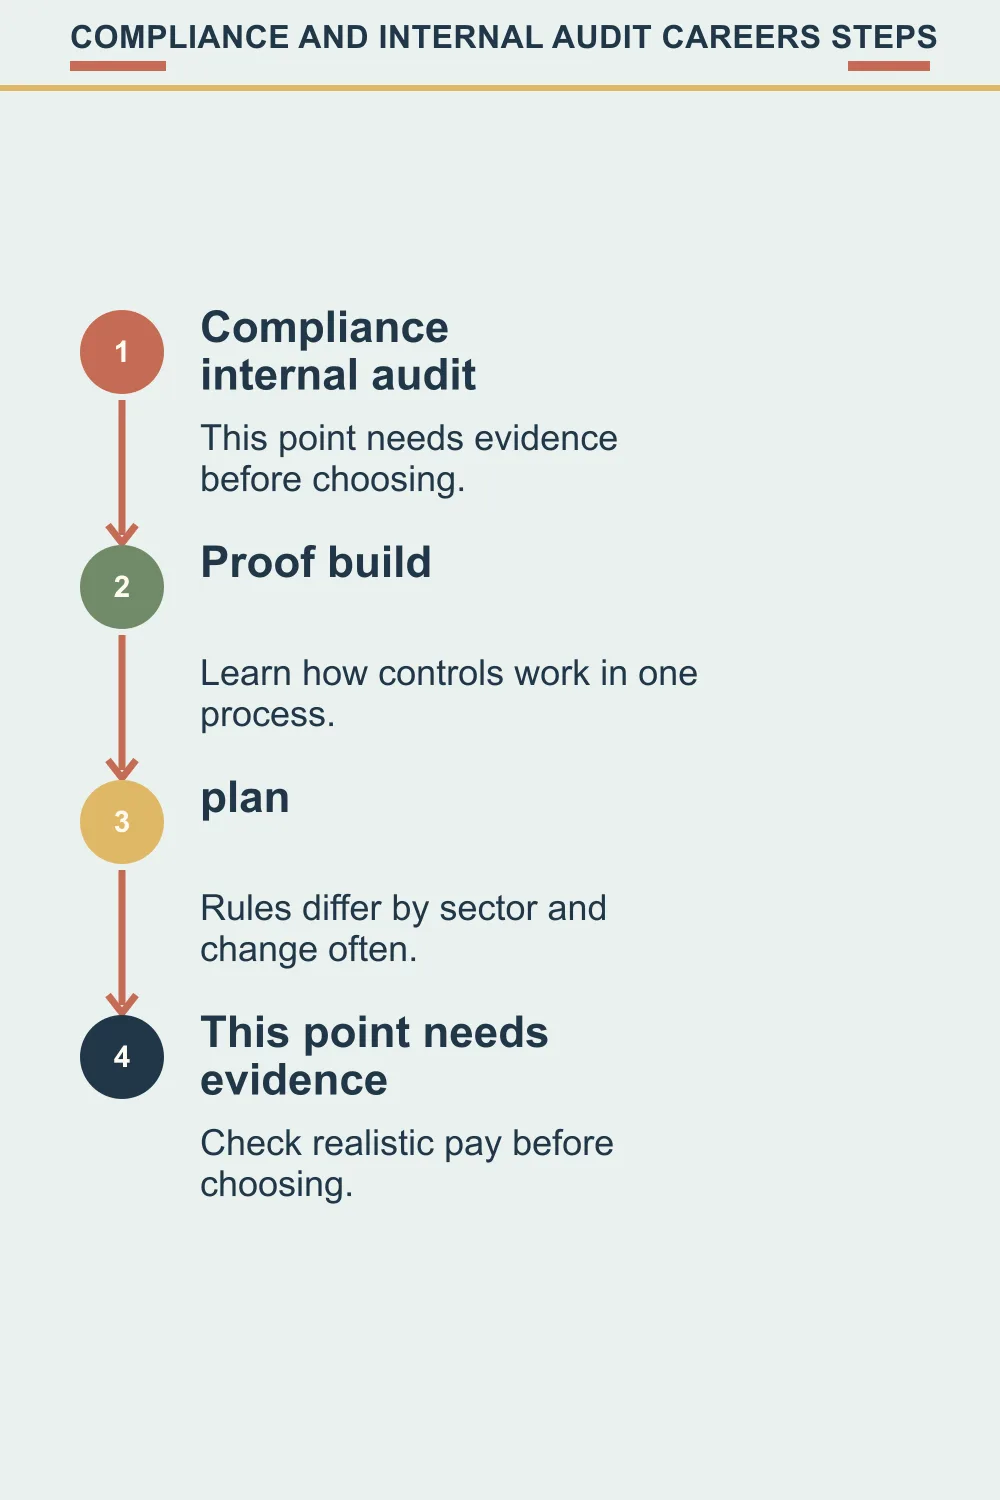 COMPLIANCE AND INTERNAL AUDIT CAREERS STEPS
1
Compliance
internal audit
This point needs evidence
before choosing.
2
Proof build
Learn how controls work in one
process.
3
plan
Rules differ by sector and
change often.
4
This point needs
evidence
Check realistic pay before
choosing.